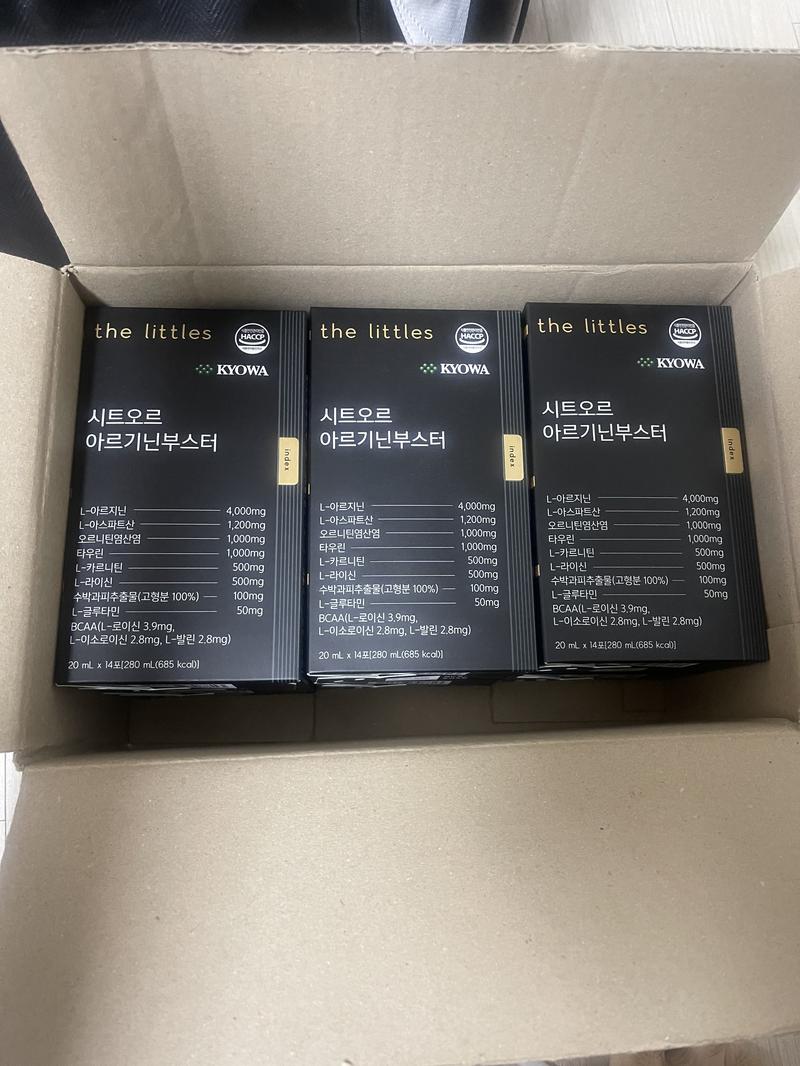 the littles
HACCP
KYOWA
시트오르
아르기닌부스터
index
L-아르지닌 4,000mg
L-아스파트산 1,200mg
오르니틴염산염 1,000mg
타우린 1,000mg
L-카르니틴 500mg
L-라이신 500mg
수박과피추출물(고형분 100%) 100mg
L-글루타민 50mg
BCAA(L-로이신 3.9mg,
L-이소로이신 2.8mg, L-발린 2.8mg)
20 mL x 14포[280 mL(685 kcal)]
the littles
HACCP
KYOWA
시트오르
아르기닌부스터
index
L-아르지닌 4,000mg
L-아스파트산 1,200mg
오르니틴염산염 1,000mg
타우린 1,000mg
L-카르니틴 500mg
L-라이신 500mg
수박과피추출물(고형분 100%) 100mg
L-글루타민 50mg
BCAA(L-로이신 3.9mg,
L-이소로이신 2.8mg, L-발린 2.8mg)
20 mL x 14포[280 mL(685 kcal)]
the littles
HACCP
KYOWA
시트오르
아르기닌부스터
index
L-아르지닌 4,000mg
L-아스파트산 1,200mg
오르니틴염산염 1,000mg
타우린 1,000mg
L-카르니틴 500mg
L-라이신 500mg
수박과피추출물(고형분 100%) 100mg
L-글루타민 50mg
BCAA(L-로이신 3.9mg,
L-이소로이신 2.8mg, L-발린 2.8mg)
20 mL x 14포[280 mL(685 kcal)]